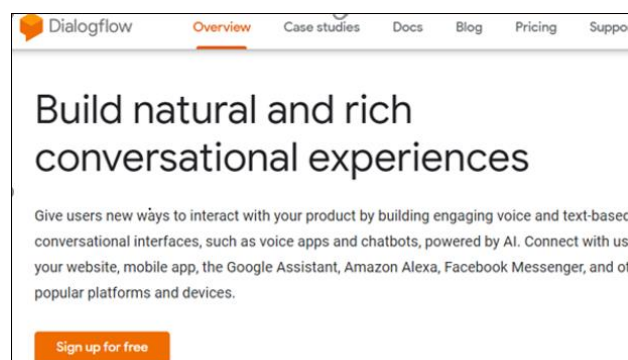 Dialogflow Overview Case studies Docs Blog Pricing
Build natural and rich
conversational experiences
Give users new ways to interact with your product by building engaging voice and text-based
conversational interfaces, such as voice apps and chatbots, powered by AI. Connect with
your website, mobile app, the Google Assistant, Amazon Alexa, Facebook Messenger, and
popular platforms and devices.
Sign up for free